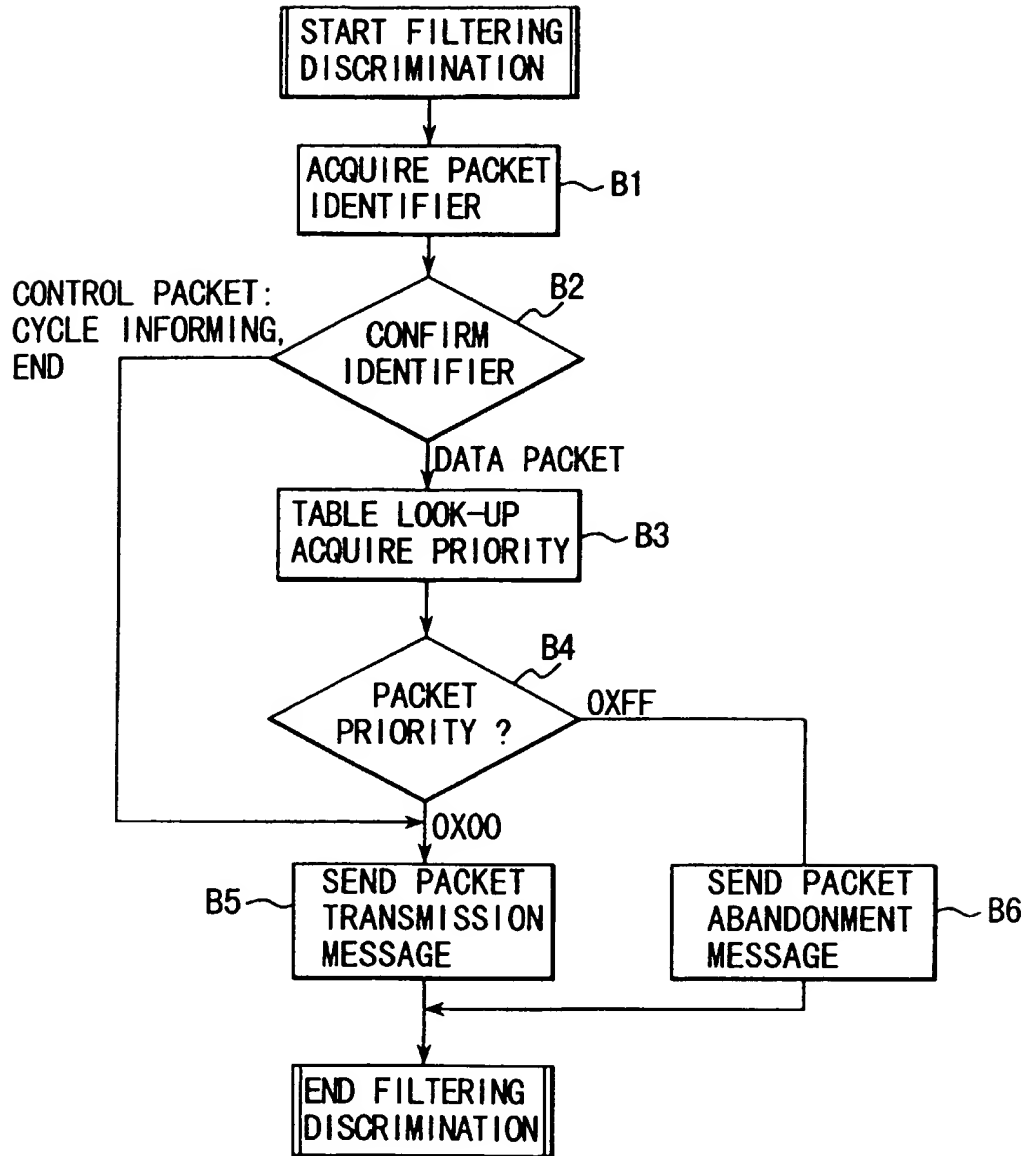 START FILTERING
DISCRIMINATION
ACQUIRE PACKET
IDENTIFIER
B1
CONTROL PACKET:
CYCLE INFORMING,
END
B2
CONFIRM
IDENTIFIER
DATA PACKET
TABLE LOOK-UP
ACQUIRE PRIORITY
B3
B4
PACKET
PRIORITY ?
0XFF
0X00
B5
SEND PACKET
TRANSMISSION
MESSAGE
SEND PACKET
ABANDONMENT
MESSAGE
B6
END FILTERING
DISCRIMINATION